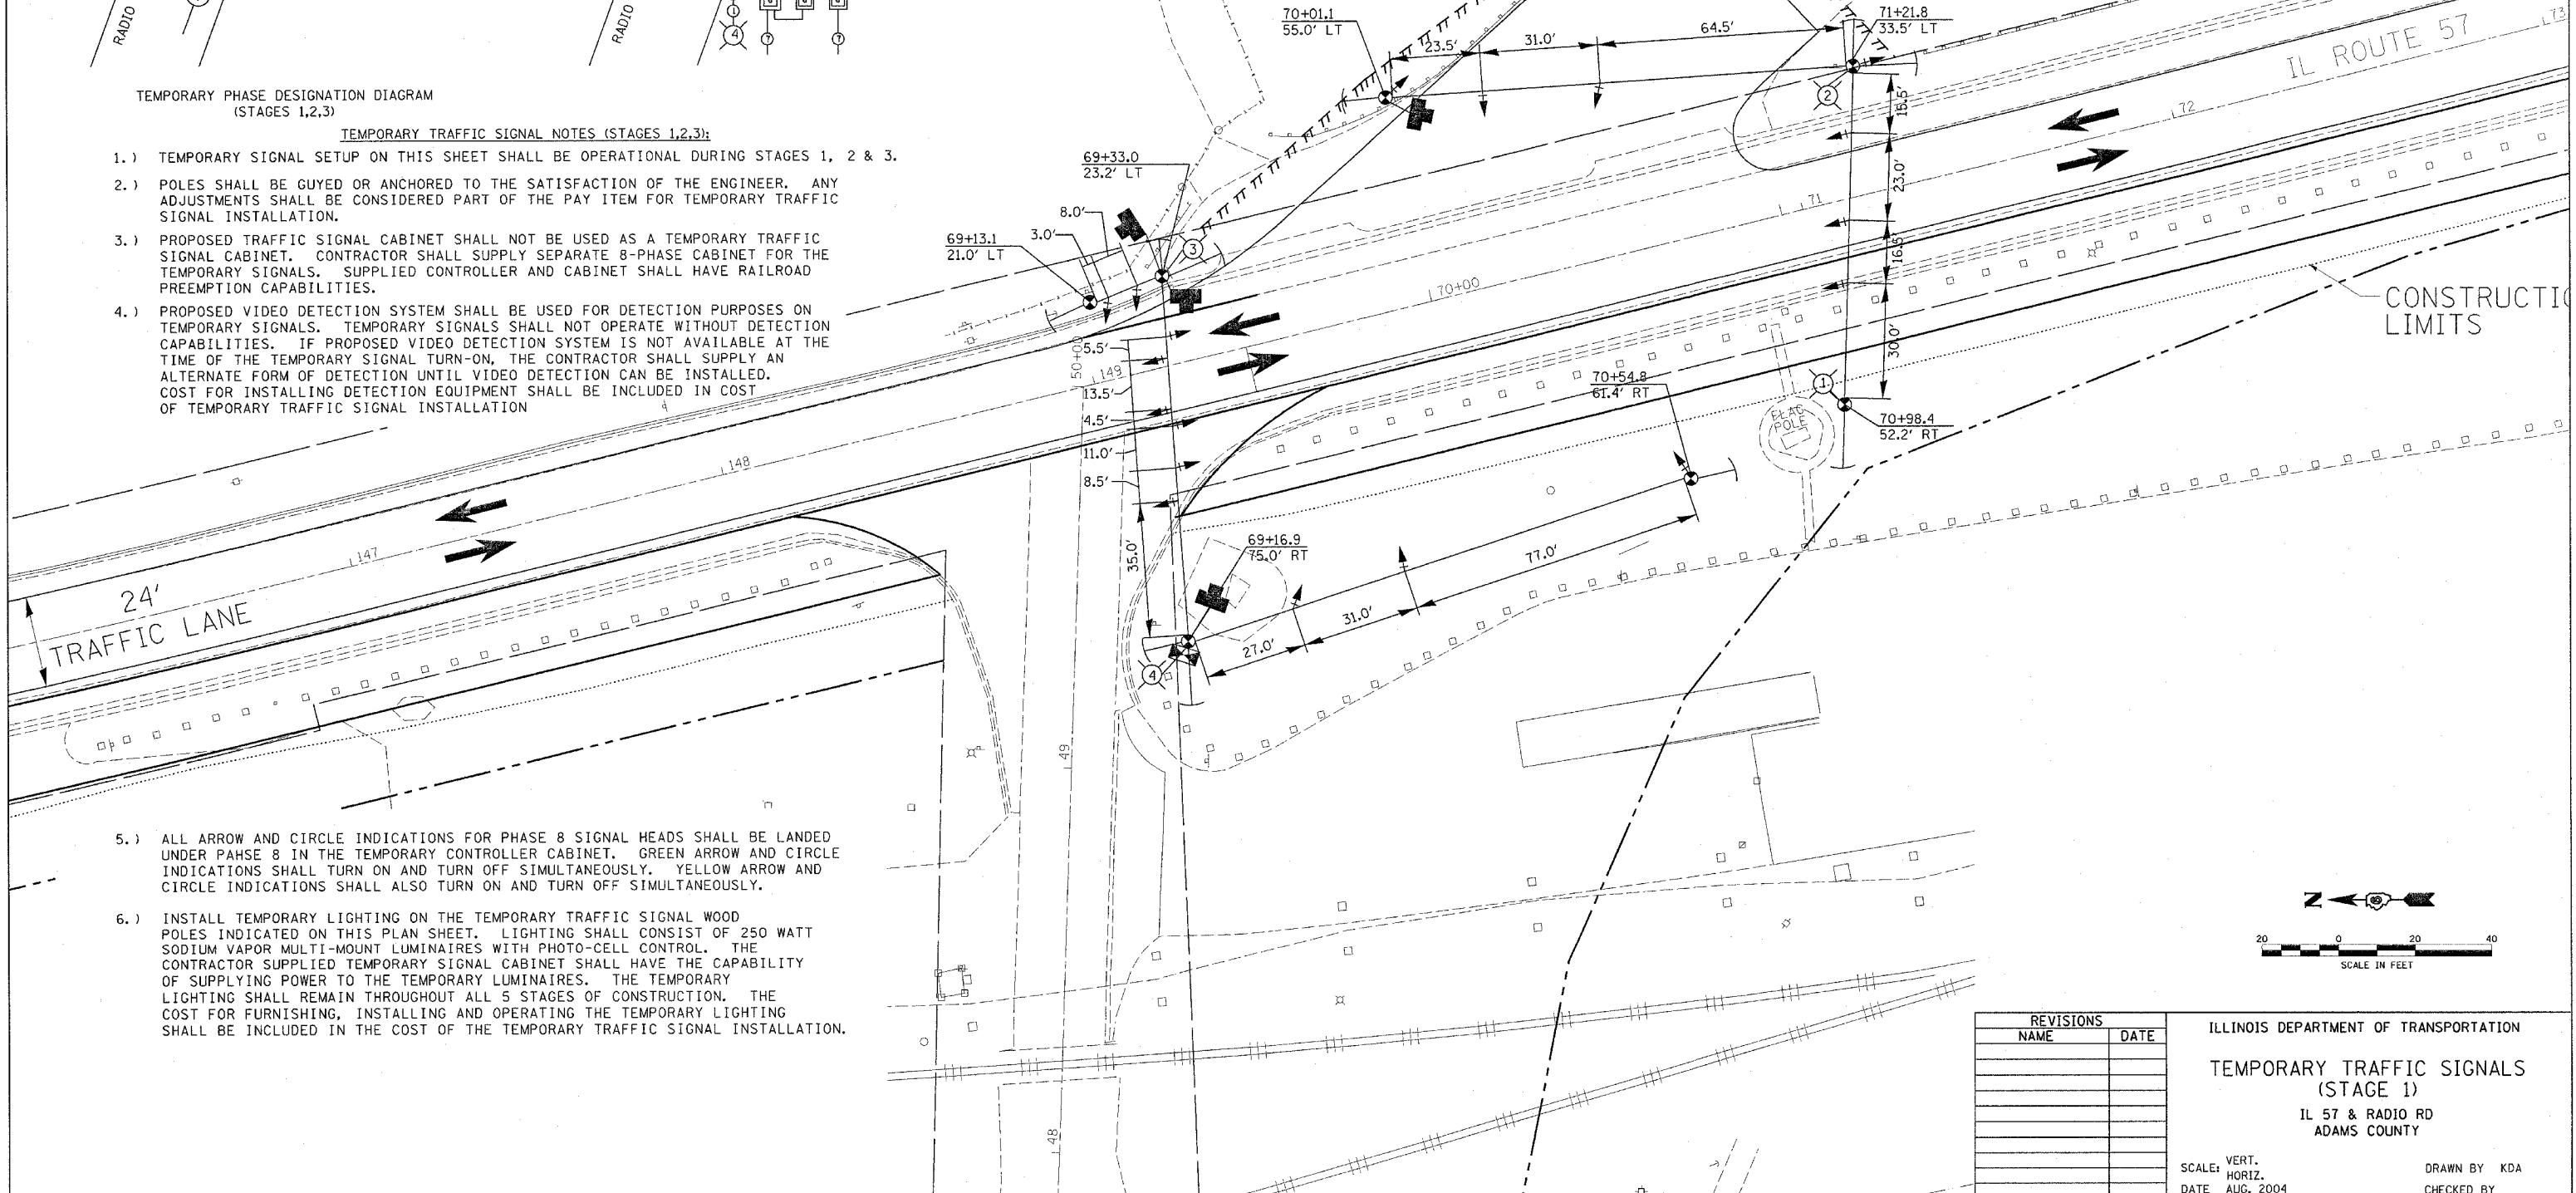 RADIO
RADIO
4
7
7
TEMPORARY PHASE DESIGNATION DIAGRAM
(STAGES 1,2,3)
TEMPORARY TRAFFIC SIGNAL NOTES (STAGES 1,2,3):
1.) TEMPORARY SIGNAL SETUP ON THIS SHEET SHALL BE OPERATIONAL DURING STAGES 1, 2 & 3.
2.) POLES SHALL BE GUYED OR ANCHORED TO THE SATISFACTION OF THE ENGINEER. ANY
ADJUSTMENTS SHALL BE CONSIDERED PART OF THE PAY ITEM FOR TEMPORARY TRAFFIC
SIGNAL INSTALLATION.
3.) PROPOSED TRAFFIC SIGNAL CABINET SHALL NOT BE USED AS A TEMPORARY TRAFFIC
SIGNAL CABINET. CONTRACTOR SHALL SUPPLY SEPARATE 8-PHASE CABINET FOR THE
TEMPORARY SIGNALS. SUPPLIED CONTROLLER AND CABINET SHALL HAVE RAILROAD
PREEMPTION CAPABILITIES.
4.) PROPOSED VIDEO DETECTION SYSTEM SHALL BE USED FOR DETECTION PURPOSES ON
TEMPORARY SIGNALS. TEMPORARY SIGNALS SHALL NOT OPERATE WITHOUT DETECTION
CAPABILITIES. IF PROPOSED VIDEO DETECTION SYSTEM IS NOT AVAILABLE AT THE
TIME OF THE TEMPORARY SIGNAL TURN-ON, THE CONTRACTOR SHALL SUPPLY AN
ALTERNATE FORM OF DETECTION UNTIL VIDEO DETECTION CAN BE INSTALLED.
COST FOR INSTALLING DETECTION EQUIPMENT SHALL BE INCLUDED IN COST
OF TEMPORARY TRAFFIC SIGNAL INSTALLATION
70+01.1
55.0' LT
23.5'
31.0'
64.5'
71+21.8
33.5' LT
IL ROUTE 57
73
72
71
70+00
149
148
147
2
15.5'
23.0'
16.5'
30.0'
69+33.0
23.2' LT
8.0'
3.0'
69+13.1
21.0' LT
3
50+00
5.5'
13.5'
4.5'
11.0'
8.5'
35.0'
CONSTRUCTIO
LIMITS
70+54.8
61.4' RT
1
FLAG
POLE
70+98.4
52.2' RT
69+16.9
75.0' RT
77.0'
31.0'
27.0'
4
24'
TRAFFIC LANE
49
48
5.) ALL ARROW AND CIRCLE INDICATIONS FOR PHASE 8 SIGNAL HEADS SHALL BE LANDED
UNDER PAHSE 8 IN THE TEMPORARY CONTROLLER CABINET. GREEN ARROW AND CIRCLE
INDICATIONS SHALL TURN ON AND TURN OFF SIMULTANEOUSLY. YELLOW ARROW AND
CIRCLE INDICATIONS SHALL ALSO TURN ON AND TURN OFF SIMULTANEOUSLY.
6.) INSTALL TEMPORARY LIGHTING ON THE TEMPORARY TRAFFIC SIGNAL WOOD
POLES INDICATED ON THIS PLAN SHEET. LIGHTING SHALL CONSIST OF 250 WATT
SODIUM VAPOR MULTI-MOUNT LUMINAIRES WITH PHOTO-CELL CONTROL. THE
CONTRACTOR SUPPLIED TEMPORARY SIGNAL CABINET SHALL HAVE THE CAPABILITY
OF SUPPLYING POWER TO THE TEMPORARY LUMINAIRES. THE TEMPORARY
LIGHTING SHALL REMAIN THROUGHOUT ALL 5 STAGES OF CONSTRUCTION. THE
COST FOR FURNISHING, INSTALLING AND OPERATING THE TEMPORARY LIGHTING
SHALL BE INCLUDED IN THE COST OF THE TEMPORARY TRAFFIC SIGNAL INSTALLATION.
N
20 0 20 40
SCALE IN FEET
REVISIONS
NAME DATE
ILLINOIS DEPARTMENT OF TRANSPORTATION
TEMPORARY TRAFFIC SIGNALS
(STAGE 1)
IL 57 & RADIO RD
ADAMS COUNTY
SCALE: VERT.
HORIZ.
DRAWN BY KDA
DATE AUG. 2004
CHECKED BY